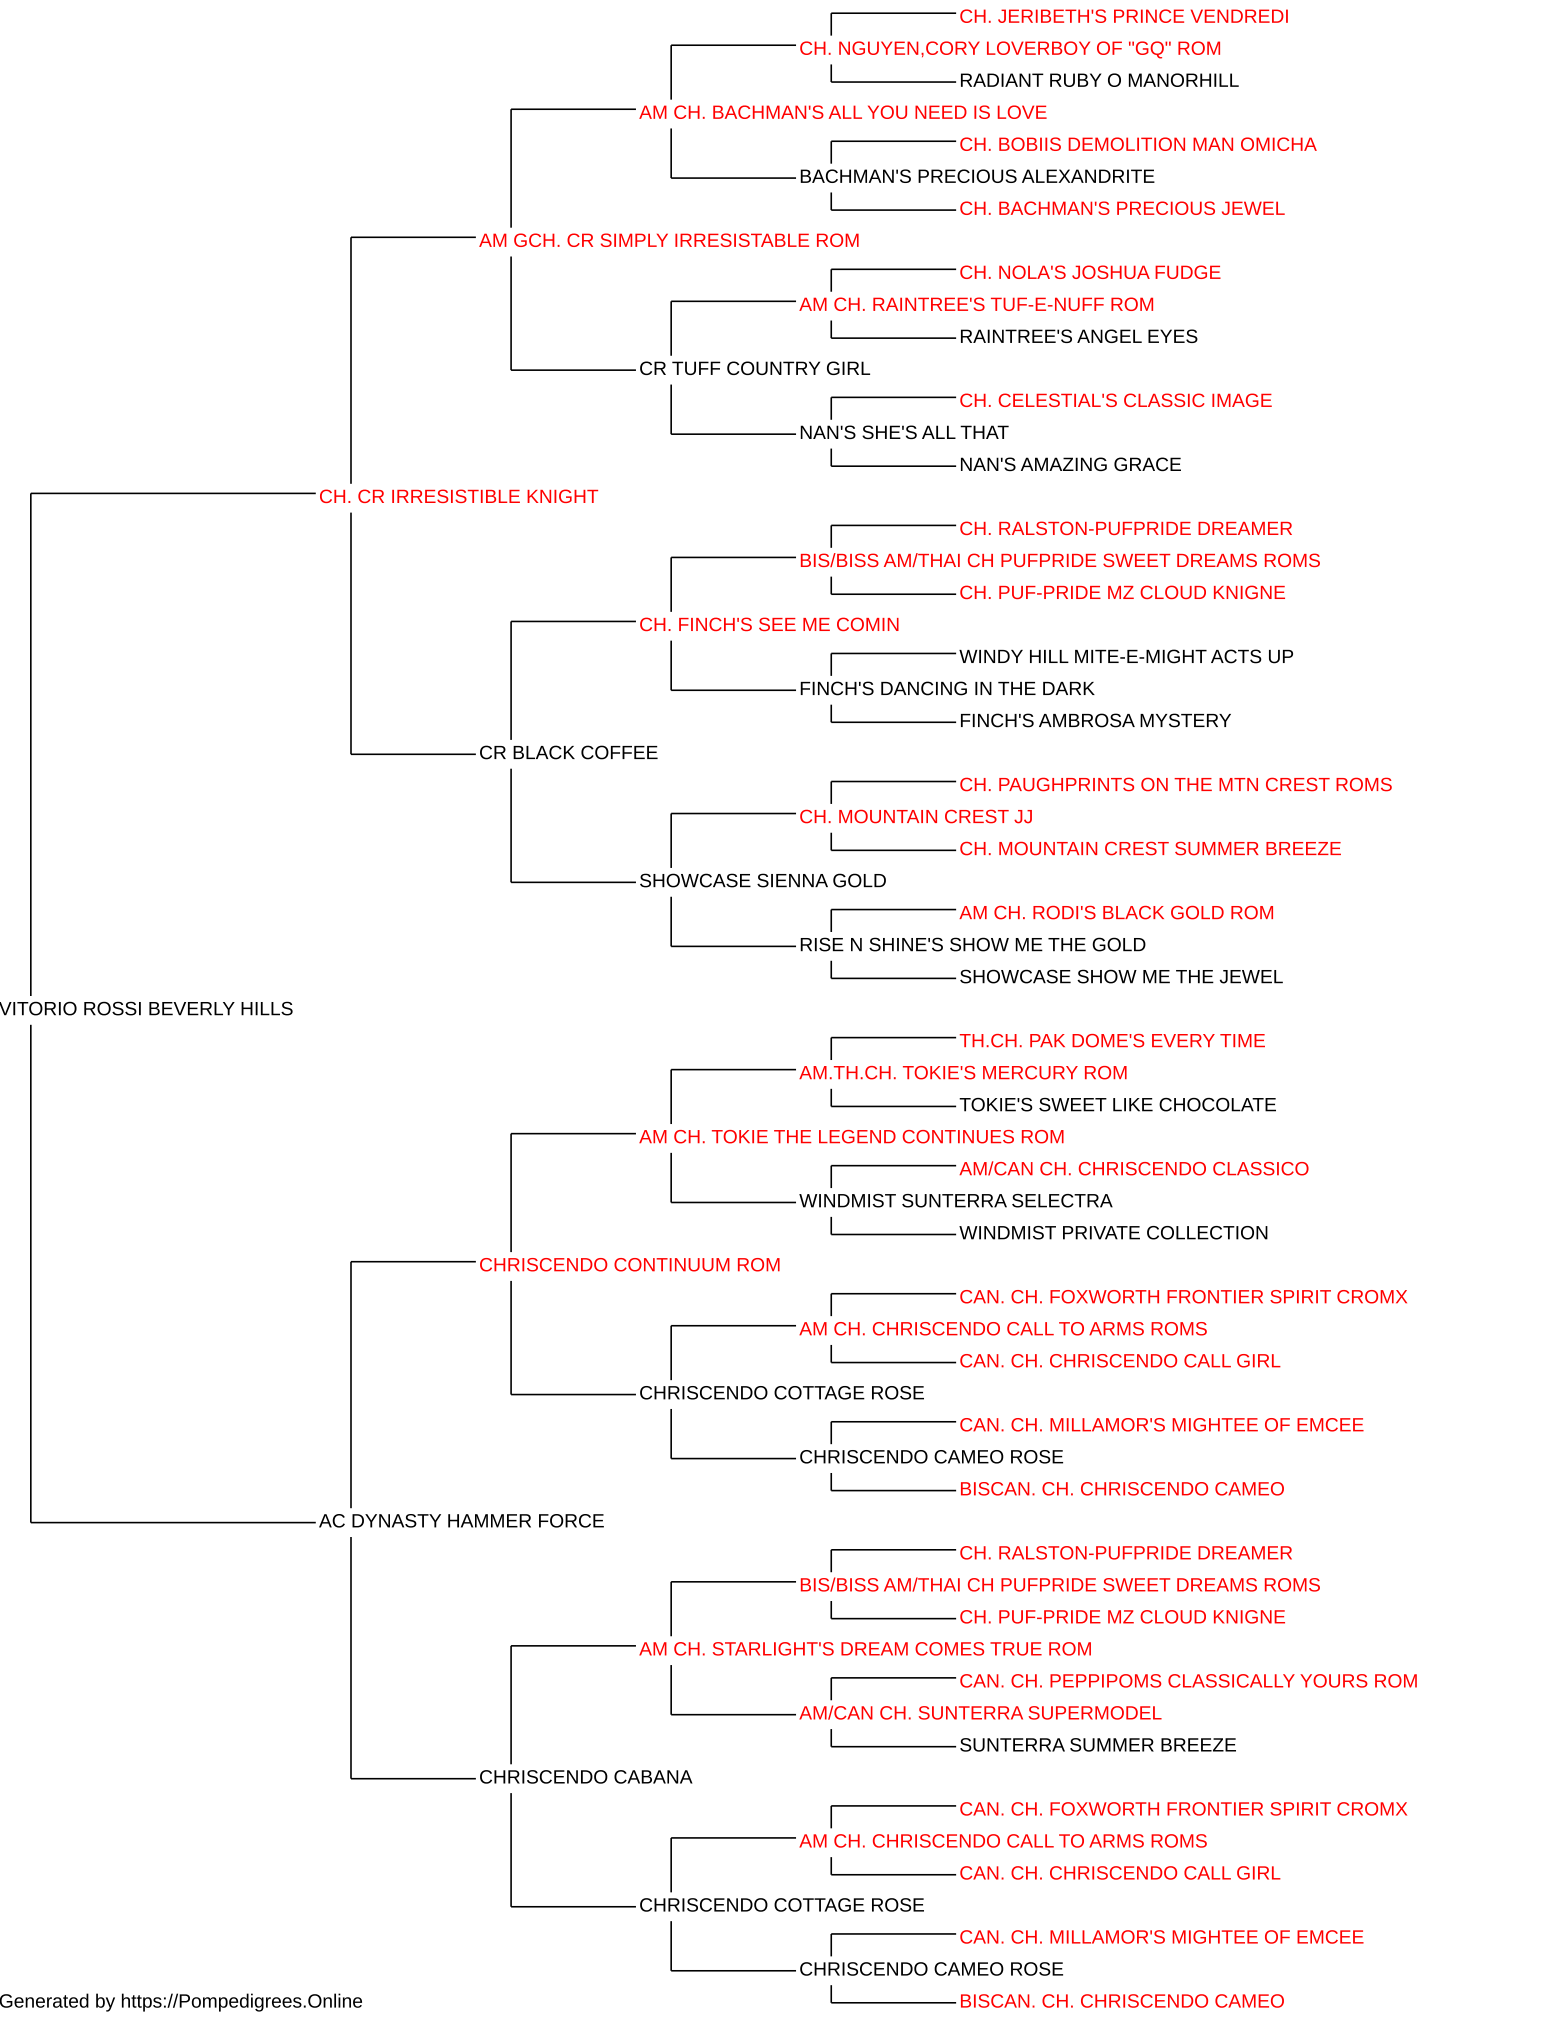 CH. JERIBETH'S PRINCE VENDREDI
CH. NGUYEN,CORY LOVERBOY OF "GQ" ROM
RADIANT RUBY O MANORHILL
AM CH. BACHMAN'S ALL YOU NEED IS LOVE
CH. BOBIIS DEMOLITION MAN OMICHA
BACHMAN'S PRECIOUS ALEXANDRITE
CH. BACHMAN'S PRECIOUS JEWEL
AM GCH. CR SIMPLY IRRESISTABLE ROM
CH. NOLA'S JOSHUA FUDGE
AM CH. RAINTREE'S TUF-E-NUFF ROM
RAINTREE'S ANGEL EYES
CR TUFF COUNTRY GIRL
CH. CELESTIAL'S CLASSIC IMAGE
NAN'S SHE'S ALL THAT
NAN'S AMAZING GRACE
CH. CR IRRESISTIBLE KNIGHT
CH. RALSTON-PUFPRIDE DREAMER
BIS/BISS AM/THAI CH PUFPRIDE SWEET DREAMS ROMS
CH. PUF-PRIDE MZ CLOUD KNIGNE
CH. FINCH'S SEE ME COMIN
WINDY HILL MITE-E-MIGHT ACTS UP
FINCH'S DANCING IN THE DARK
FINCH'S AMBROSA MYSTERY
CR BLACK COFFEE
CH. PAUGHPRINTS ON THE MTN CREST ROMS
CH. MOUNTAIN CREST JJ
CH. MOUNTAIN CREST SUMMER BREEZE
SHOWCASE SIENNA GOLD
AM CH. RODI'S BLACK GOLD ROM
RISE N SHINE'S SHOW ME THE GOLD
SHOWCASE SHOW ME THE JEWEL
VITORIO ROSSI BEVERLY HILLS
TH.CH. PAK DOME'S EVERY TIME
AM.TH.CH. TOKIE'S MERCURY ROM
TOKIE'S SWEET LIKE CHOCOLATE
AM CH. TOKIE THE LEGEND CONTINUES ROM
AM/CAN CH. CHRISCENDO CLASSICO
WINDMIST SUNTERRA SELECTRA
WINDMIST PRIVATE COLLECTION
CHRISCENDO CONTINUUM ROM
CAN. CH. FOXWORTH FRONTIER SPIRIT CROMX
AM CH. CHRISCENDO CALL TO ARMS ROMS
CAN. CH. CHRISCENDO CALL GIRL
CHRISCENDO COTTAGE ROSE
CAN. CH. MILLAMOR'S MIGHTEE OF EMCEE
CHRISCENDO CAMEO ROSE
BISCAN. CH. CHRISCENDO CAMEO
AC DYNASTY HAMMER FORCE
CH. RALSTON-PUFPRIDE DREAMER
BIS/BISS AM/THAI CH PUFPRIDE SWEET DREAMS ROMS
CH. PUF-PRIDE MZ CLOUD KNIGNE
AM CH. STARLIGHT'S DREAM COMES TRUE ROM
CAN. CH. PEPPIPOMS CLASSICALLY YOURS ROM
AM/CAN CH. SUNTERRA SUPERMODEL
SUNTERRA SUMMER BREEZE
CHRISCENDO CABANA
CAN. CH. FOXWORTH FRONTIER SPIRIT CROMX
AM CH. CHRISCENDO CALL TO ARMS ROMS
CAN. CH. CHRISCENDO CALL GIRL
CHRISCENDO COTTAGE ROSE
CAN. CH. MILLAMOR'S MIGHTEE OF EMCEE
CHRISCENDO CAMEO ROSE
BISCAN. CH. CHRISCENDO CAMEO
Generated by https://Pompedigrees.Online